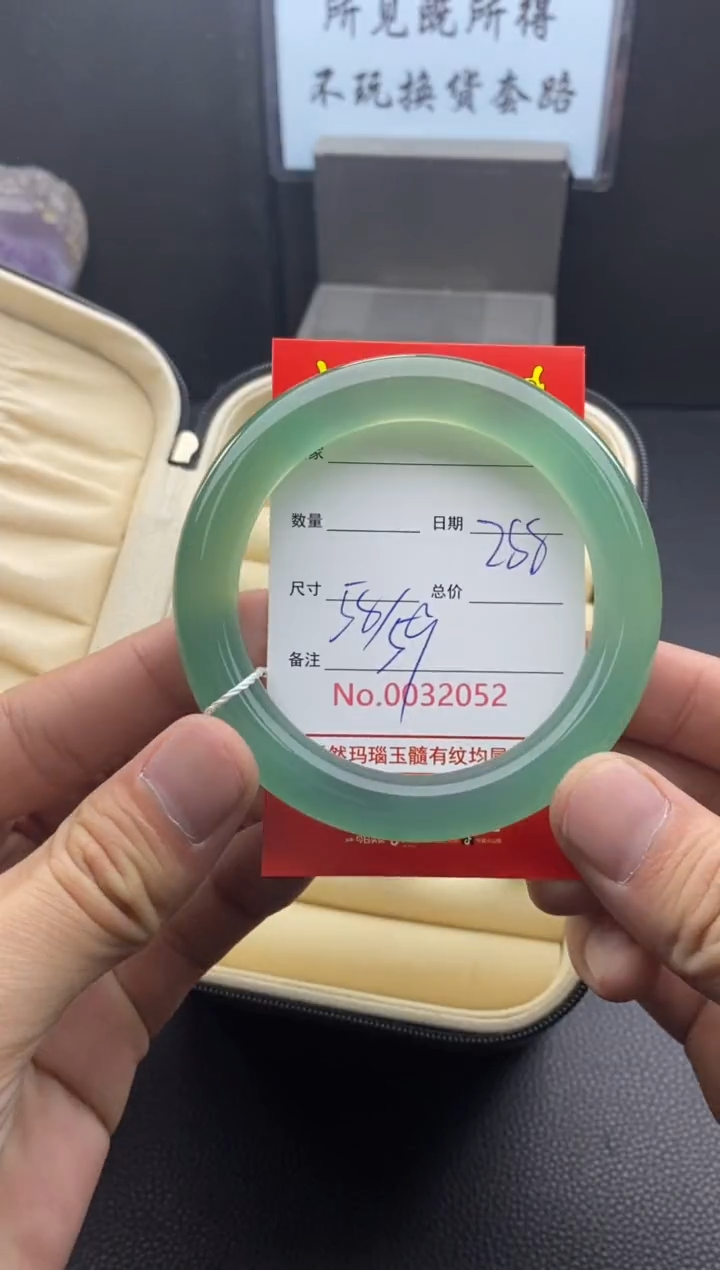 所见既所得
不玩换货套路
家
数量 日期 258
尺寸 58/59 总价
备注
No.0032052
然玛瑙玉髓有纹均属